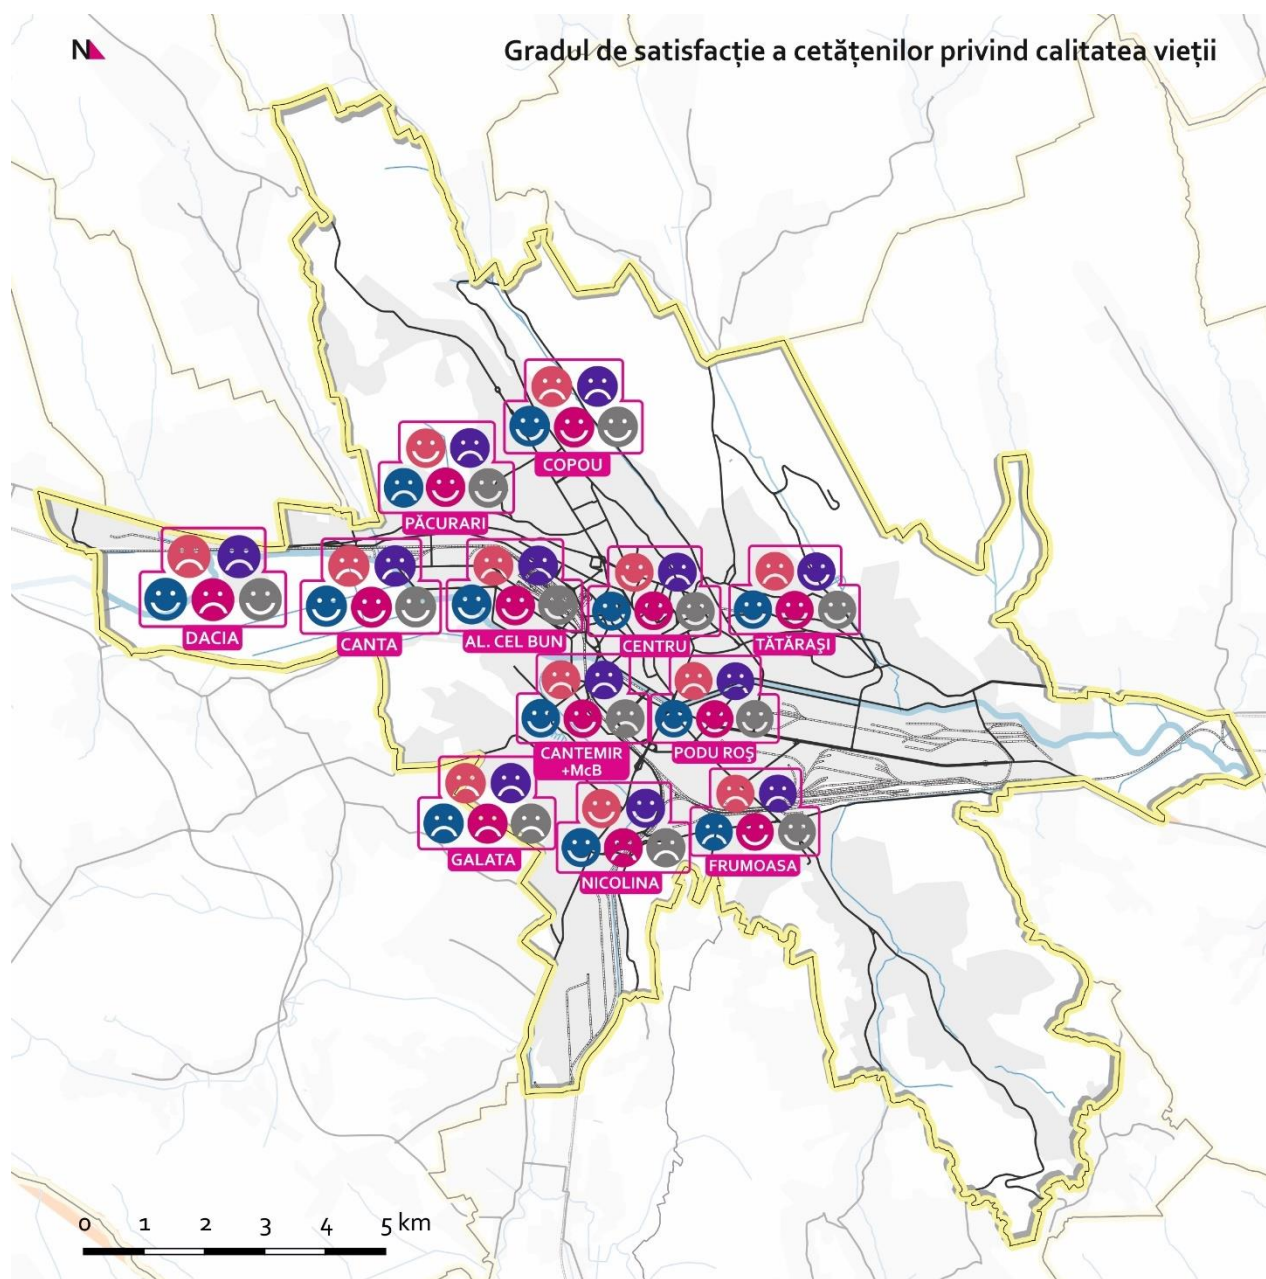 N
Gradul de satisfacție a cetățenilor privind calitatea vieții
COPOU
PĂCURARI
DACIA
CANTA
AL. CEL BUN
CENTRU
TĂTĂRAȘI
CANTEMIR
+McB
PODU ROȘ
GALATA
NICOLINA
FRUMOASA
0 1 2 3 4 5 km